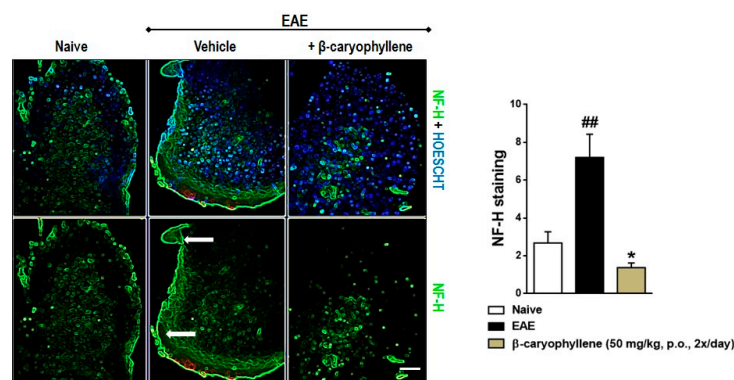 EAE
Naive
Vehicle
+ β-caryophyllene
NF-H + HOESCHT
NF-H
10
8
6
4
2
0
NF-H staining
##
*
Naive
EAE
β-caryophyllene (50 mg/kg, p.o., 2x/day)